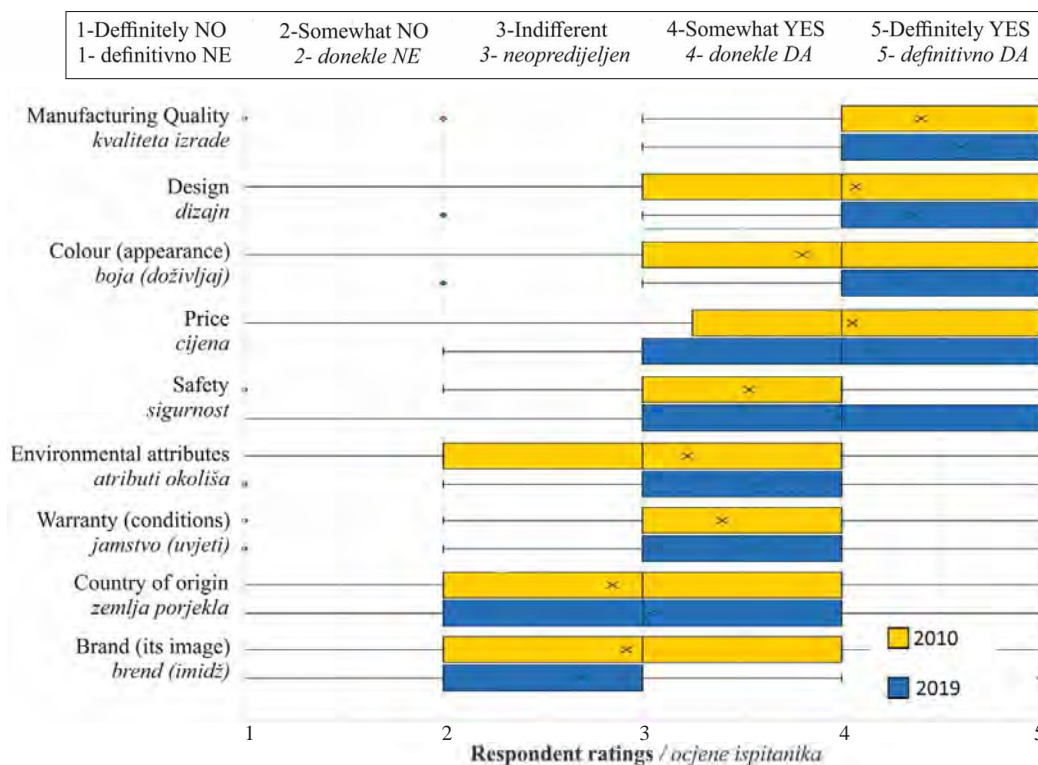 1-Deffinitely NO 2-Somewhat NO 3-Indifferent 4-Somewhat YES 5-Deffinitely YES
1- definitivno NE 2- donekle NE 3- neopredijeljen 4- donekle DA 5- definitivno DA
Manufacturing Quality
kvaliteta izrade
Design
dizajn
Colour (appearance)
boja (doživljaj)
Price
cijena
Safety
sigurnost
Environmental attributes
atributi okoliša
Warranty (conditions)
jamstvo (uvjeti)
Country of origin
zemlja porjekla
Brand (its image)
brend (imidž)
2010
2019
1 2 3 4 5
Respondent ratings / ocjene ispitanika